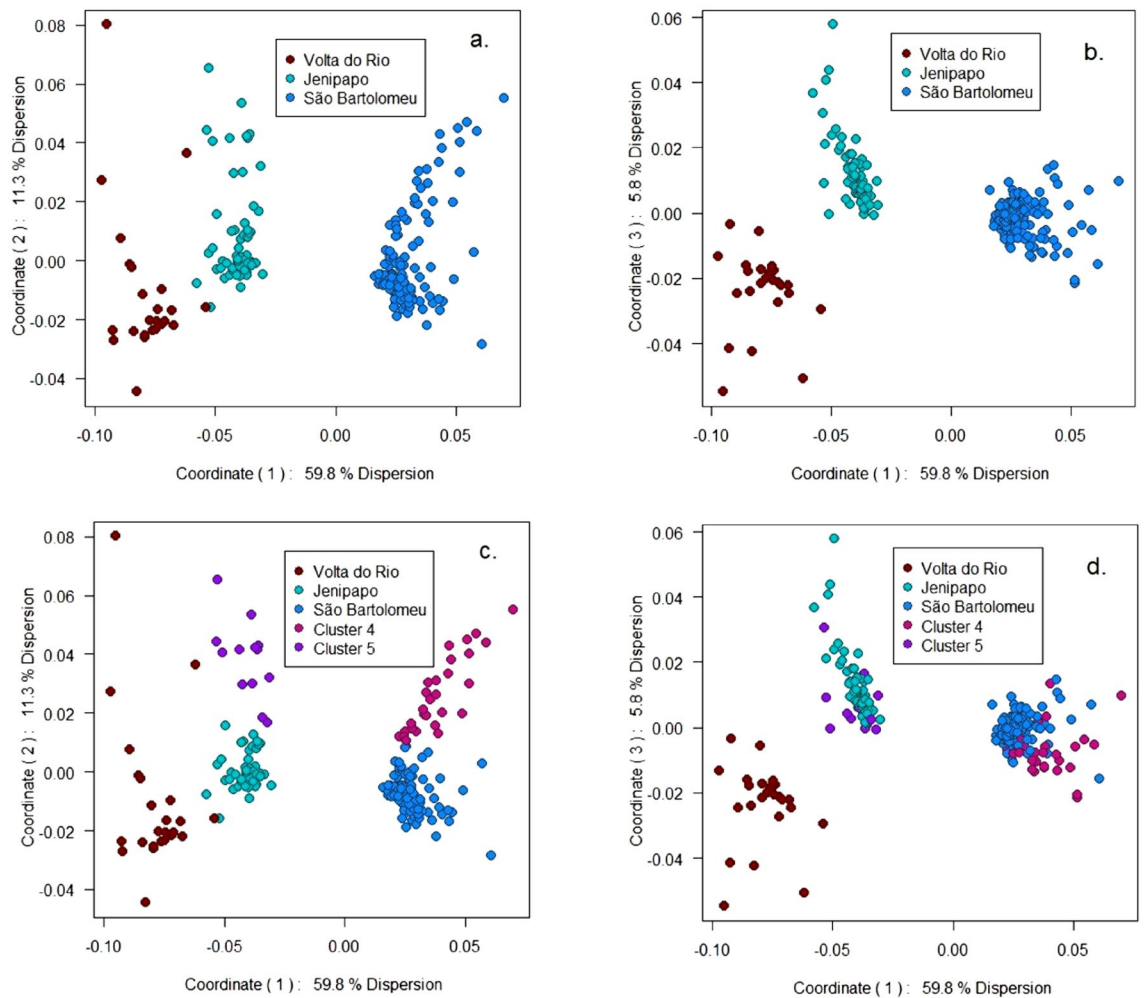 a.
Volta do Rio
Jenipapo
São Bartolomeu
0.08
0.06
0.04
0.02
0.00
-0.02
-0.04
Coordinate ( 2 ) : 11.3 % Dispersion
-0.10
-0.05
0.00
0.05
Coordinate ( 1 ) : 59.8 % Dispersion
b.
Volta do Rio
Jenipapo
São Bartolomeu
0.06
0.04
0.02
0.00
-0.02
-0.04
Coordinate ( 3 ) : 5.8 % Dispersion
-0.10
-0.05
0.00
0.05
Coordinate ( 1 ) : 59.8 % Dispersion
c.
Volta do Rio
Jenipapo
São Bartolomeu
Cluster 4
Cluster 5
0.08
0.06
0.04
0.02
0.00
-0.02
-0.04
Coordinate ( 2 ) : 11.3 % Dispersion
-0.10
-0.05
0.00
0.05
Coordinate ( 1 ) : 59.8 % Dispersion
d.
Volta do Rio
Jenipapo
São Bartolomeu
Cluster 4
Cluster 5
0.06
0.04
0.02
0.00
-0.02
-0.04
Coordinate ( 3 ) : 5.8 % Dispersion
-0.10
-0.05
0.00
0.05
Coordinate ( 1 ) : 59.8 % Dispersion